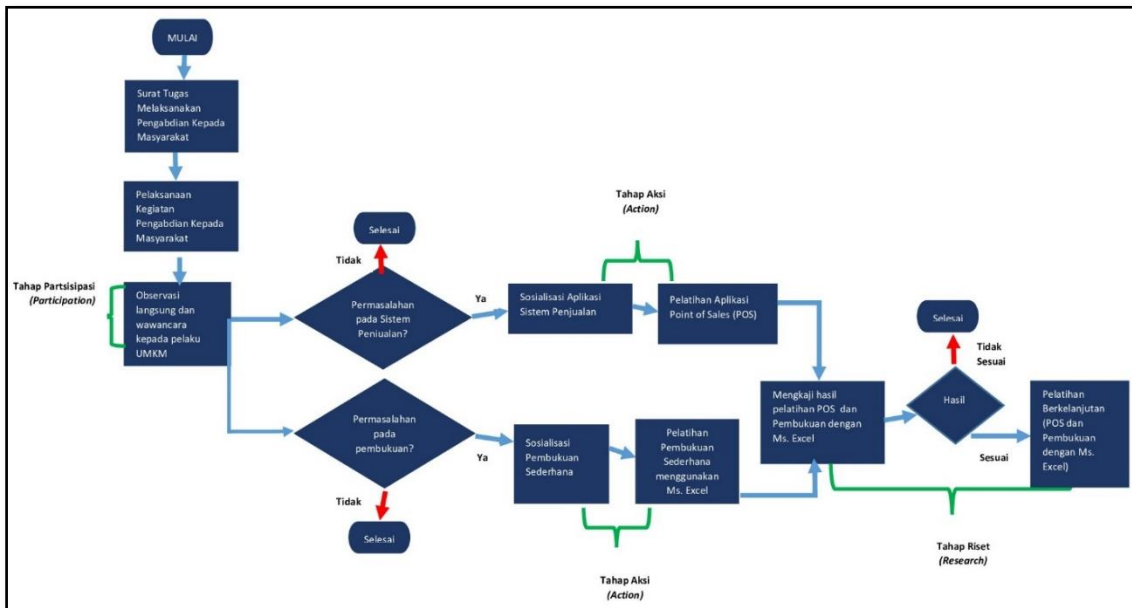 MULAI
Surat Tugas
Melaksanakan
Pengabdian Kepada
Masyarakat
Pelaksanaan
Kegiatan
Pengabdian Kepada
Masyarakat
Tahap Partsisipasi
(Participation)
Observasi
langsung dan
wawancara
kepada pelaku
UMKM
Selesai
Tidak
Permasalahan
pada Sistem
Peniualan?
Ya
Tahap Aksi
(Action)
Sosialisasi Aplikasi
Sistem Penjualan
Pelatihan Aplikasi
Point of Sales (POS)
Permasalahan
pada
pembukuan?
Ya
Tidak
Selesai
Sosialisasi
Pembukuan
Sederhana
Pelatihan
Pembukuan
Sederhana
menggunakan
Ms. Excel
Tahap Aksi
(Action)
Mengkaji hasil
pelatihan POS dan
Pembukuan dengan
Ms. Excel
Selesai
Tidak
Sesuai
Hasil
Sesuai
Pelatihan
Berkelanjutan
(POS dan
Pembukuan
dengan Ms.
Excel)
Tahap Riset
(Research)